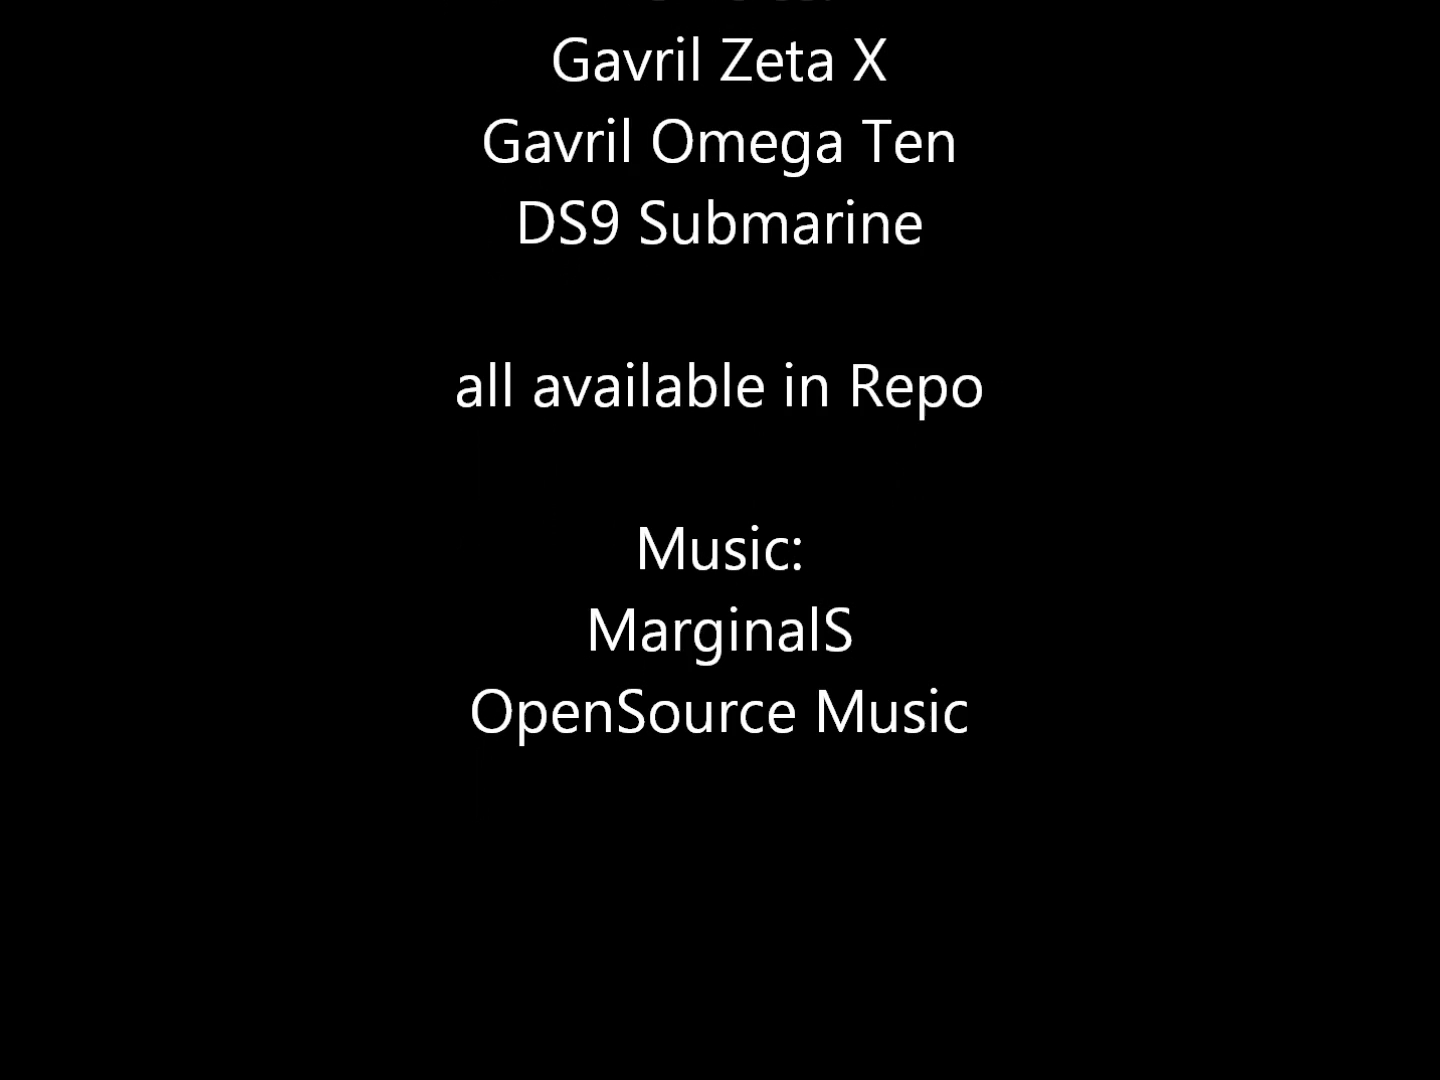 Gavril Zeta X
Gavril Omega Ten
DS9 Submarine
all available in Repo
Music:
MarginalS
OpenSource Music